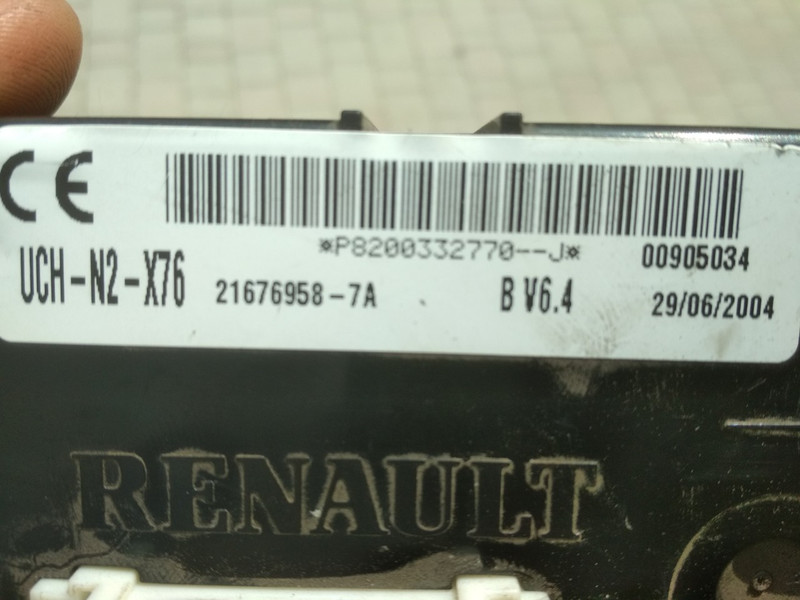 CE
*P8200332770--J*
00905034
UCH-N2-X76 21676958-7A B V6.4 29/06/2004
RENAULT